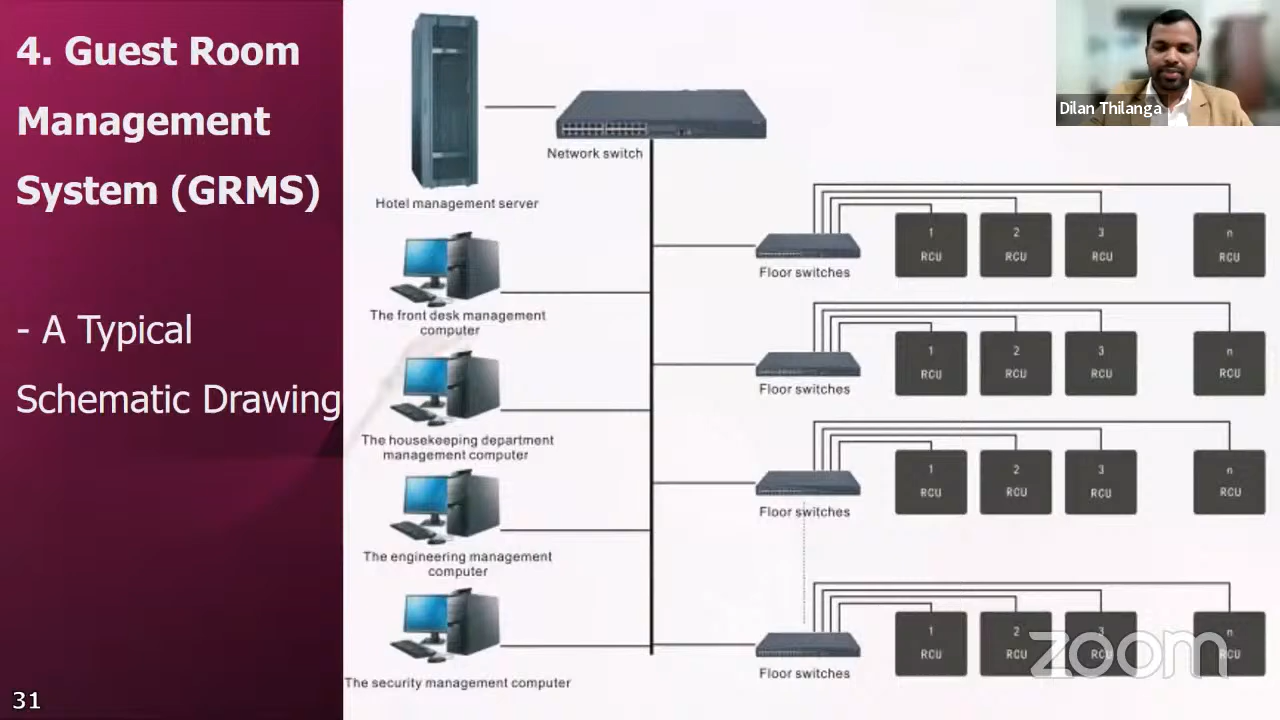 4. Guest Room
Management
System (GRMS)
- A Typical
Schematic Drawing
31
Hotel management server
Network switch
The front desk management
computer
The housekeeping department
management computer
The engineering management
computer
The security management computer
Floor switches
1 RCU
2 RCU
3 RCU
n RCU
Floor switches
1 RCU
2 RCU
3 RCU
n RCU
Floor switches
1 RCU
2 RCU
3 RCU
n RCU
Floor switches
1 RCU
2 RCU
3 RCU
n RCU
Dilan Thilanga
zoom